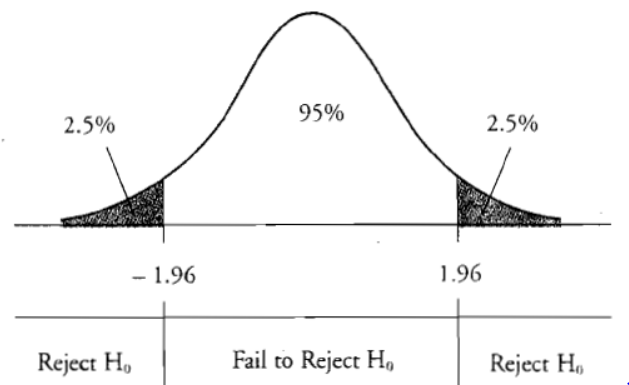 95%
2.5%
2.5%
– 1.96
1.96
Reject H₀
Fail to Reject H₀
Reject H₀